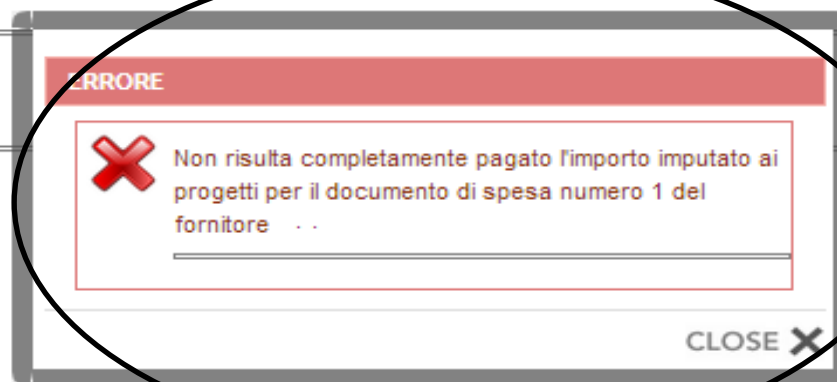 ERRORE
Non risulta completamente pagato l'importo imputato ai
progetti per il documento di spesa numero 1 del
fornitore . .
CLOSE